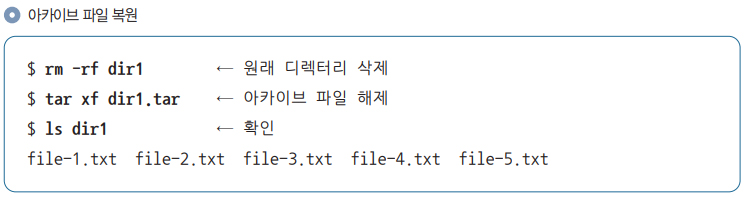 아카이브 파일 복원
$ rm -rf dir1 ← 원래 디렉터리 삭제
$ tar xf dir1.tar ← 아카이브 파일 해제
$ ls dir1 ← 확인
file-1.txt file-2.txt file-3.txt file-4.txt file-5.txt